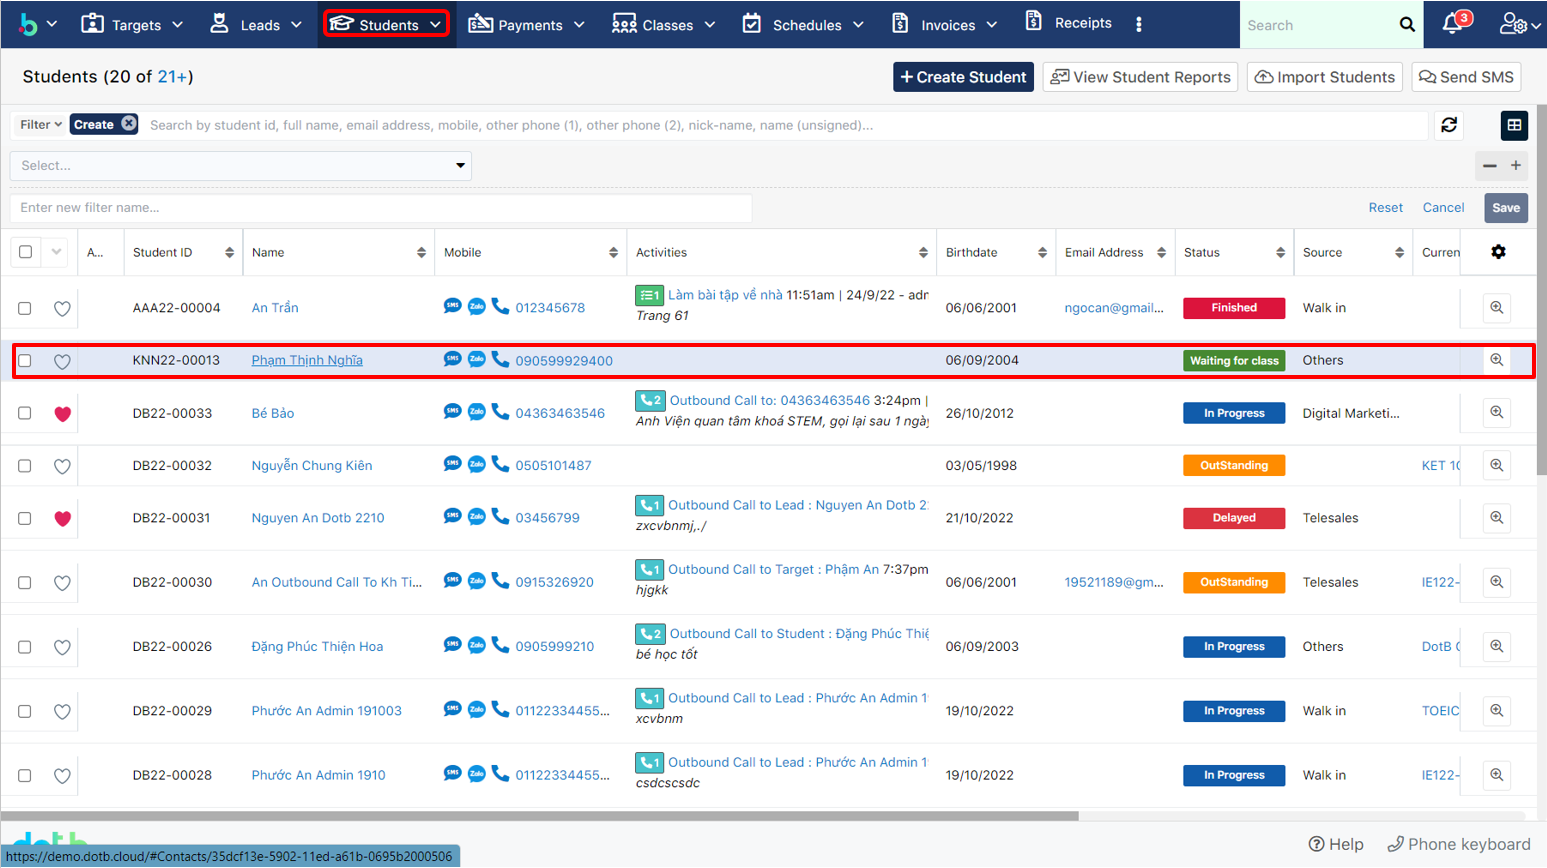 Targets Leads Students Payments Classes Schedules Invoices Receipts Search 3
Students (20 of 21+) + Create Student View Student Reports Import Students Send SMS
Filter Create Search by student id, full name, email address, mobile, other phone (1), other phone (2), nick-name, name (unsigned)...
Select...
Enter new filter name... Reset Cancel Save
A... Student ID Name Mobile Activities Birthdate Email Address Status Source Curren
AAA22-00004 An Trần SMS Zalo 012345678 1 Làm bài tập về nhà 11:51am | 24/9/22 - adm 06/06/2001 ngocan@gmail... Finished Walk in
Trang 61
KNN22-00013 Phạm Thịnh Nghĩa SMS Zalo 090599929400 06/09/2004 Waiting for class Others
DB22-00033 Bé Bảo SMS Zalo 04363463546 2 Outbound Call to: 04363463546 3:24pm | 26/10/2012 In Progress Digital Marketi...
Anh Viện quan tâm khoá STEM, gọi lại sau 1 ngày
DB22-00032 Nguyễn Chung Kiên SMS Zalo 0505101487 03/05/1998 OutStanding KET 10
DB22-00031 Nguyen An Dotb 2210 SMS Zalo 03456799 1 Outbound Call to Lead : Nguyen An Dotb 2 21/10/2022 Delayed Telesales
zxcvbnmj,./
DB22-00030 An Outbound Call To Kh Ti... SMS Zalo 0915326920 1 Outbound Call to Target : Phậm An 7:37pm 06/06/2001 19521189@gm... OutStanding Telesales IE122-
hjgkk
DB22-00026 Đặng Phúc Thiện Hoa SMS Zalo 0905999210 2 Outbound Call to Student : Đặng Phúc Thiệ 06/09/2003 In Progress Others DotB
bé học tốt
DB22-00029 Phước An Admin 191003 SMS Zalo 01122334455... 1 Outbound Call to Lead : Phước An Admin 19 19/10/2022 In Progress Walk in TOEIC
xcvbnm
DB22-00028 Phước An Admin 1910 SMS Zalo 01122334455... 1 Outbound Call to Lead : Phước An Admin 19/10/2022 In Progress Walk in IE122-
csdcscsdc
dotb Help Phone keyboard
https://demo.dotb.cloud/#Contacts/35dcf13e-5902-11ed-a61b-0695b2000506